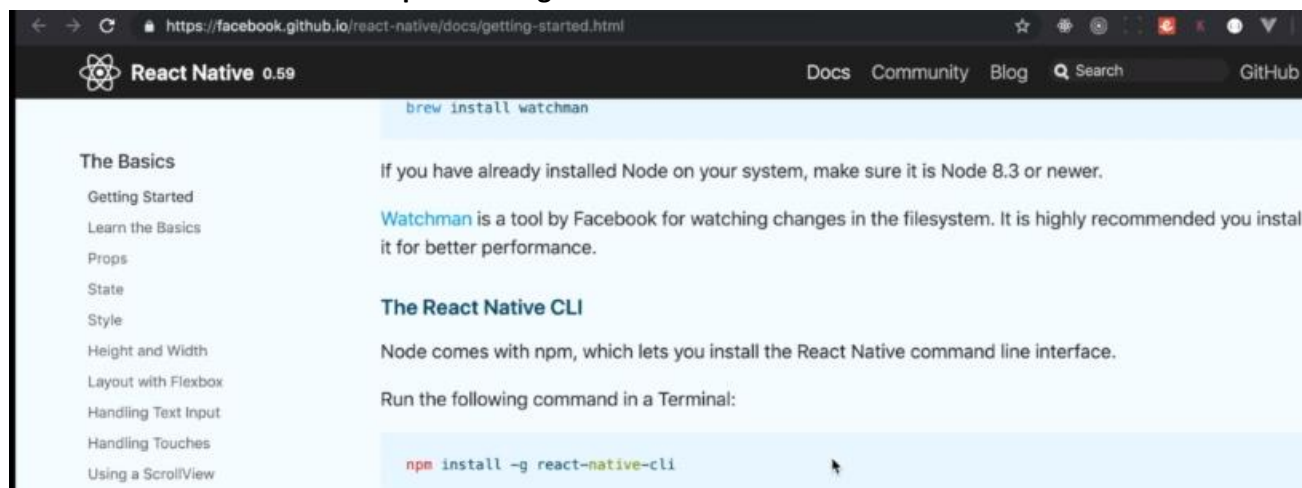 https://facebook.github.io/react-native/docs/getting-started.html
React Native 0.59
Docs Community Blog Search GitHub
brew install watchman
The Basics
Getting Started
Learn the Basics
Props
State
Style
Height and Width
Layout with Flexbox
Handling Text Input
Handling Touches
Using a ScrollView
If you have already installed Node on your system, make sure it is Node 8.3 or newer.
Watchman is a tool by Facebook for watching changes in the filesystem. It is highly recommended you instal
it for better performance.
The React Native CLI
Node comes with npm, which lets you install the React Native command line interface.
Run the following command in a Terminal:
npm install -g react-native-cli